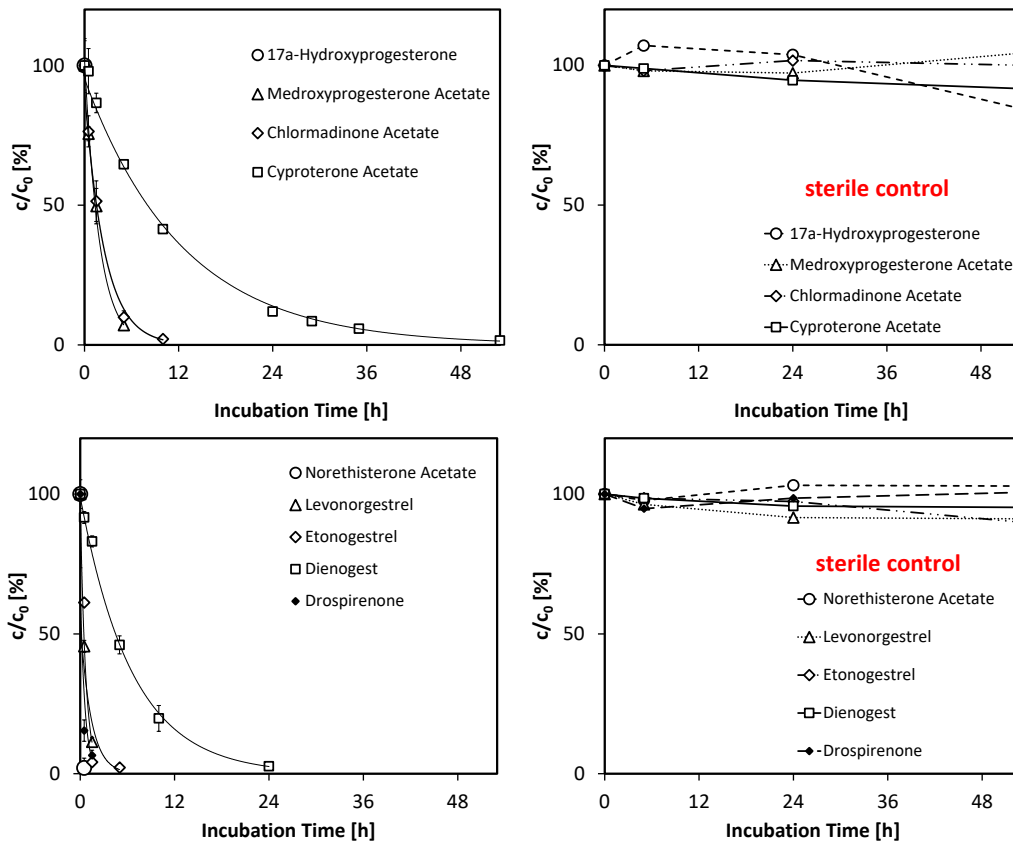 17a-Hydroxyprogesterone
Medroxyprogesterone Acetate
Chlormadinone Acetate
Cyproterone Acetate
c/c0 [%]
100
50
0
0 12 24 36 48
Incubation Time [h]
sterile control
17a-Hydroxyprogesterone
Medroxyprogesterone Acetate
Chlormadinone Acetate
Cyproterone Acetate
c/c0 [%]
100
50
0
0 12 24 36 48
Incubation Time [h]
Norethisterone Acetate
Levonorgestrel
Etonogestrel
Dienogest
Drospirenone
c/c0 [%]
100
50
0
0 12 24 36 48
Incubation Time [h]
sterile control
Norethisterone Acetate
Levonorgestrel
Etonogestrel
Dienogest
Drospirenone
c/c0 [%]
100
50
0
0 12 24 36 48
Incubation Time [h]